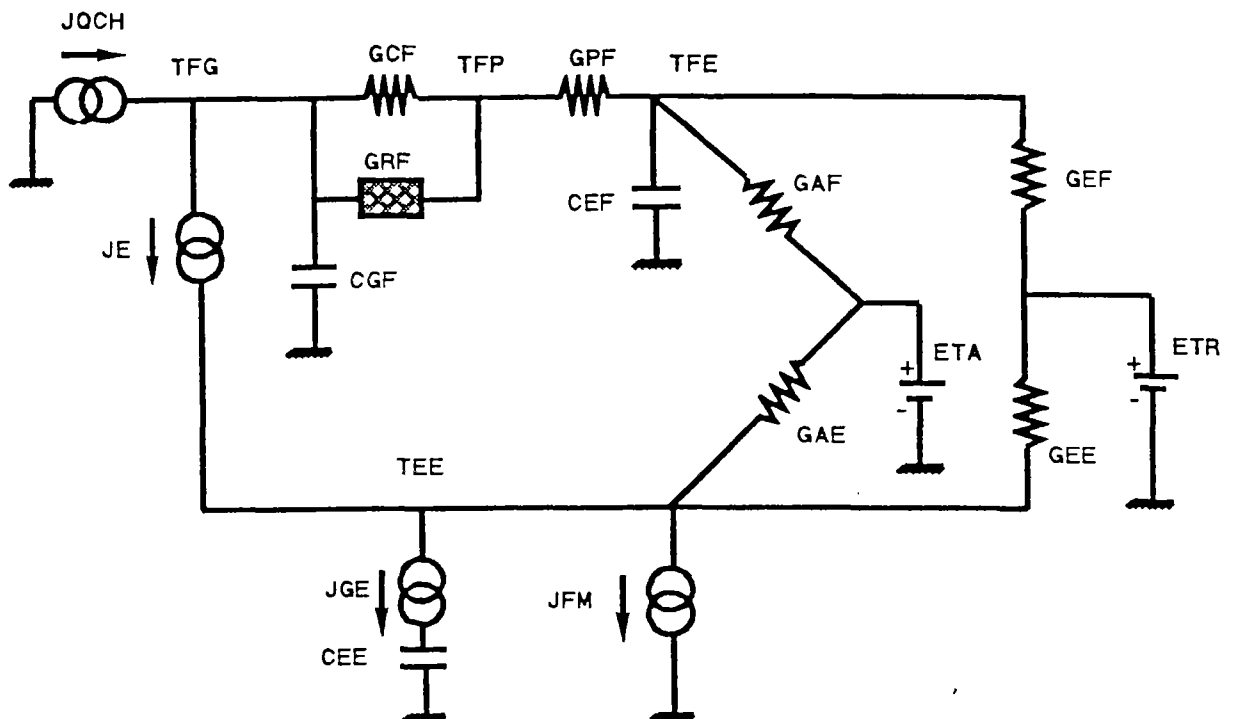 JQCH
TFG
GCF
TFP
GPF
TFE
GRF
GAF
GEF
CEF
JE
CGF
ETA
ETR
+
-
+
-
GAE
GEE
TEE
JGE
JFM
CEE